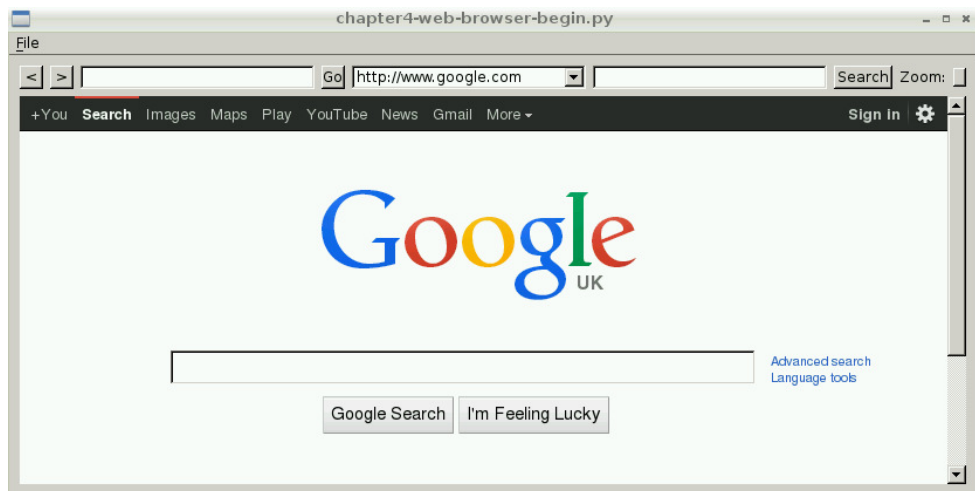 chapter4-web-browser-begin.py
File
< > Go http://www.google.com Search Zoom:
+You Search Images Maps Play YouTube News Gmail More Sign in
Google
UK
Advanced search
Language tools
Google Search I'm Feeling Lucky